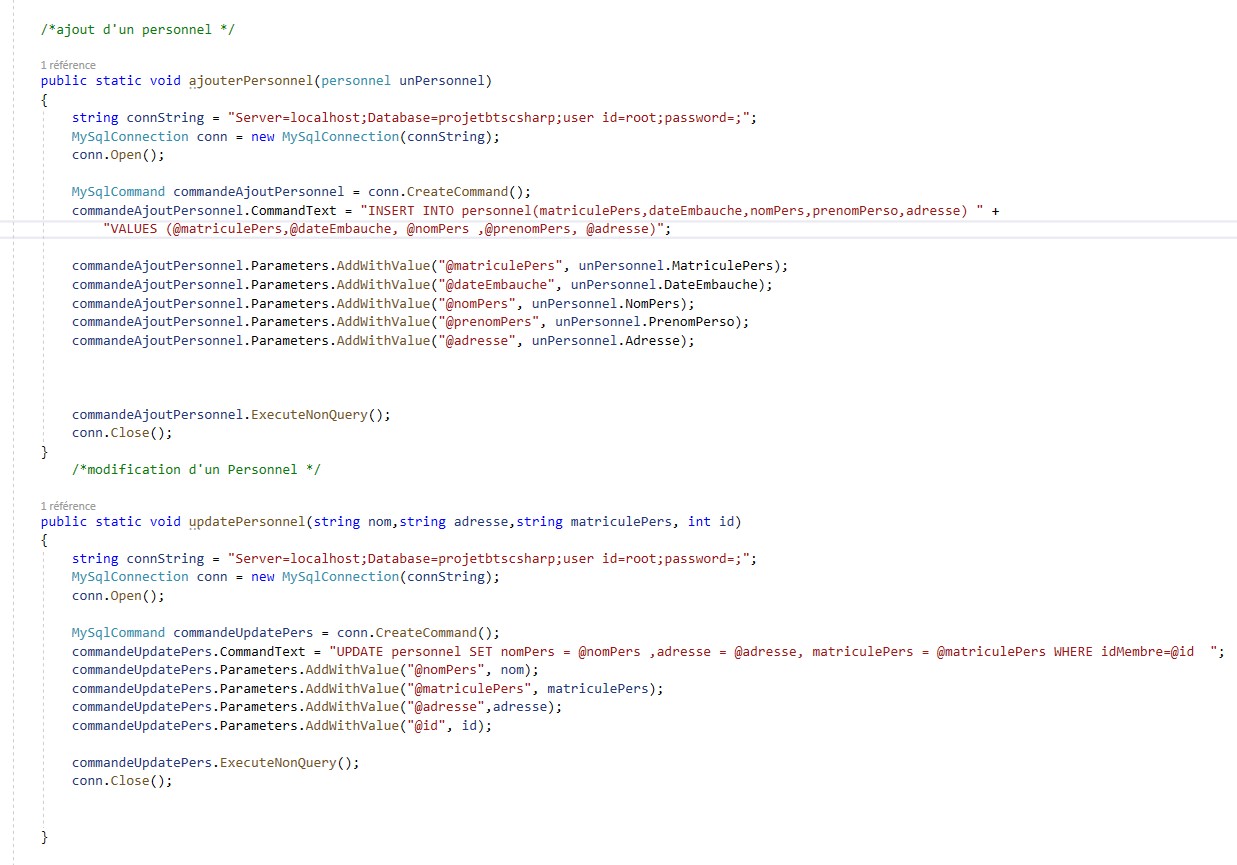 /*ajout d'un personnel */
1 référence
public static void ajouterPersonnel(personnel unPersonnel)
{
string connString = "Server=localhost;Database=projetbtscsharp;user id=root;password=;";
MySqlConnection conn = new MySqlConnection(connString);
conn.Open();
MySqlCommand commandeAjoutPersonnel = conn.CreateCommand();
commandeAjoutPersonnel.CommandText = "INSERT INTO personnel(matriculePers,dateEmbauche,nomPers,prenomPerso,adresse) " +
"VALUES (@matriculePers,@dateEmbauche, @nomPers ,@prenomPers, @adresse)";
commandeAjoutPersonnel.Parameters.AddWithValue("@matriculePers", unPersonnel.MatriculePers);
commandeAjoutPersonnel.Parameters.AddWithValue("@dateEmbauche", unPersonnel.DateEmbauche);
commandeAjoutPersonnel.Parameters.AddWithValue("@nomPers", unPersonnel.NomPers);
commandeAjoutPersonnel.Parameters.AddWithValue("@prenomPers", unPersonnel.PrenomPerso);
commandeAjoutPersonnel.Parameters.AddWithValue("@adresse", unPersonnel.Adresse);
commandeAjoutPersonnel.ExecuteNonQuery();
conn.Close();
}
/*modification d'un Personnel */
1 référence
public static void updatePersonnel(string nom,string adresse,string matriculePers, int id)
{
string connString = "Server=localhost;Database=projetbtscsharp;user id=root;password=;";
MySqlConnection conn = new MySqlConnection(connString);
conn.Open();
MySqlCommand commandeUpdatePers = conn.CreateCommand();
commandeUpdatePers.CommandText = "UPDATE personnel SET nomPers = @nomPers ,adresse = @adresse, matriculePers = @matriculePers WHERE idMembre=@id  ";
commandeUpdatePers.Parameters.AddWithValue("@nomPers", nom);
commandeUpdatePers.Parameters.AddWithValue("@matriculePers", matriculePers);
commandeUpdatePers.Parameters.AddWithValue("@adresse",adresse);
commandeUpdatePers.Parameters.AddWithValue("@id", id);
commandeUpdatePers.ExecuteNonQuery();
conn.Close();
}